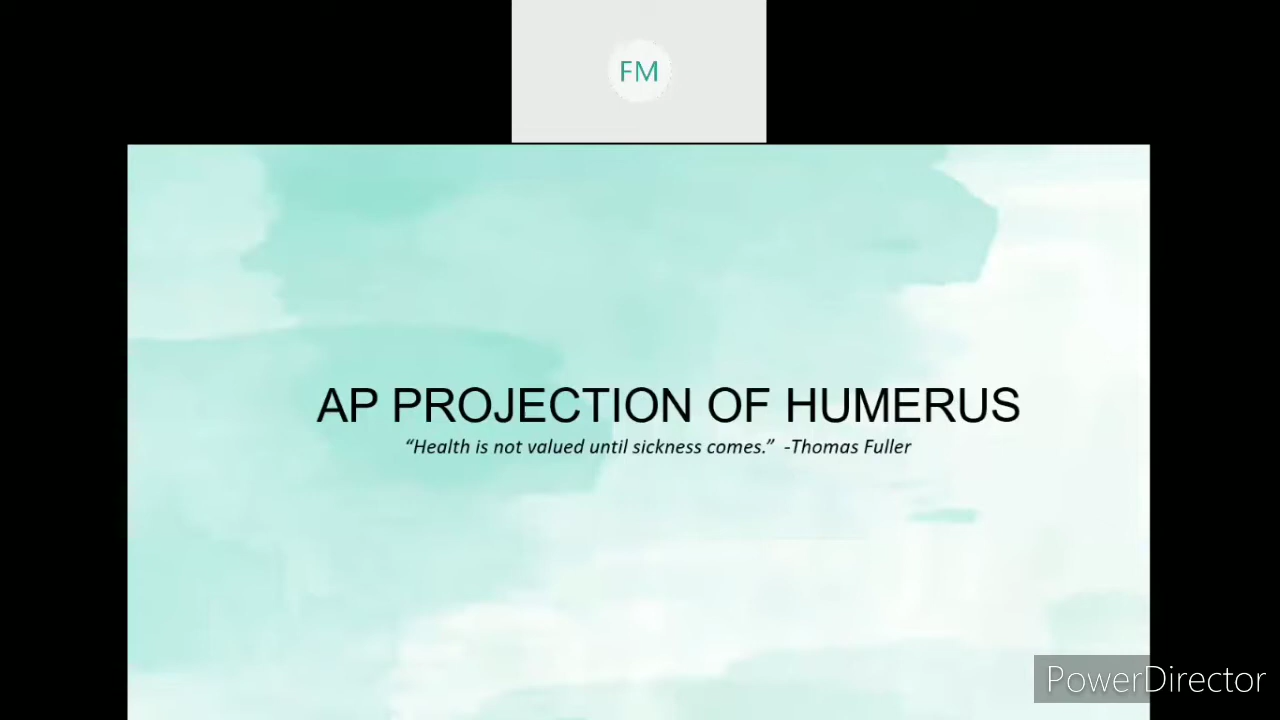 FM
AP PROJECTION OF HUMERUS
“Health is not valued until sickness comes.” -Thomas Fuller
PowerDirector